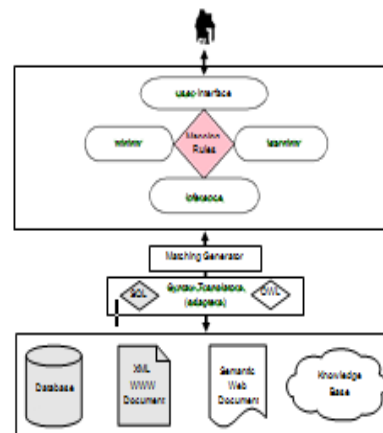 user interface
Mapping
Rules
learning
inference
Matching Generator
SQL
Syntax Translators
(adapters)
OWL
Database
XML
WWW
Document
Semantic
Web
Document
Knowledge
Base